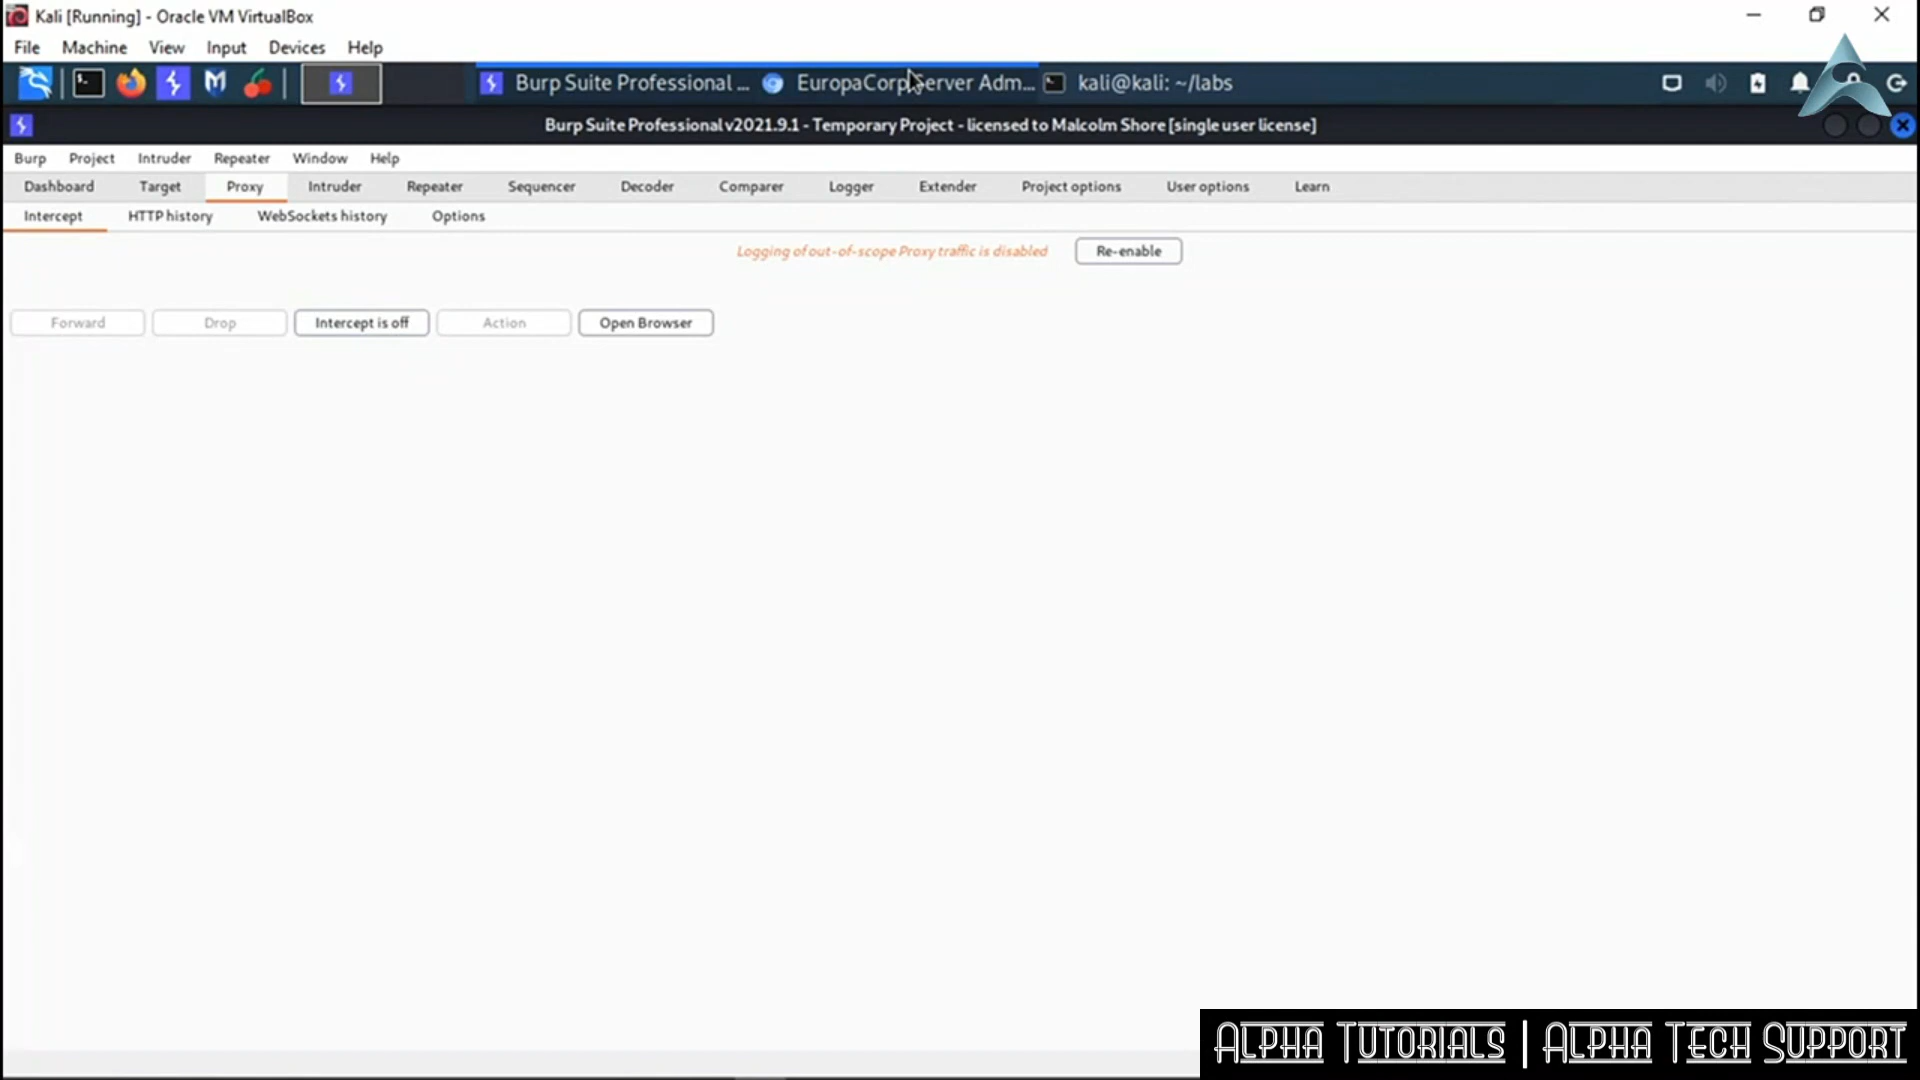 Kali [Running] - Oracle VM VirtualBox
File Machine View Input Devices Help
Burp Suite Professional ... EuropaCorp Server Adm... kali@kali: ~/labs
Burp Suite Professional v2021.9.1 - Temporary Project - licensed to Malcolm Shore [single user license]
Burp Project Intruder Repeater Window Help
Dashboard Target Proxy Intruder Repeater Sequencer Decoder Comparer Logger Extender Project options User options Learn
Intercept HTTP history WebSockets history Options
Logging of out-of-scope Proxy traffic is disabled Re-enable
Forward Drop Intercept is off Action Open Browser
Alpha Tutorials | Alpha Tech Support